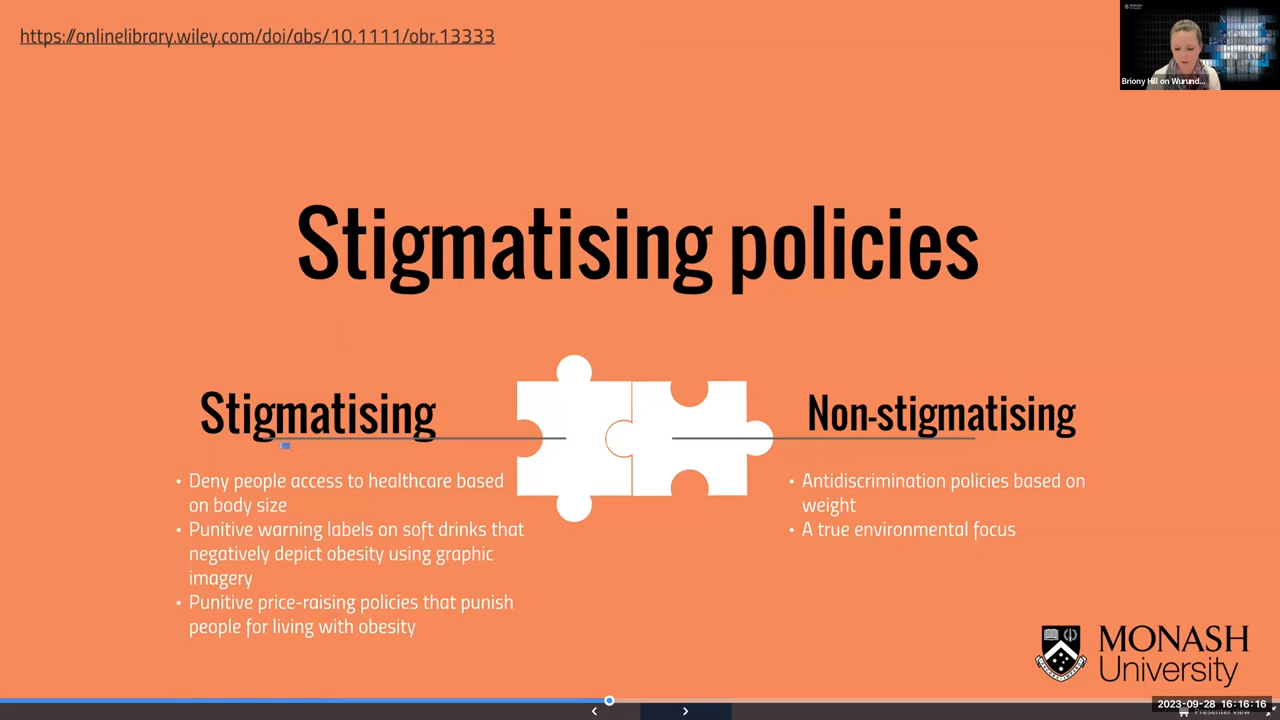 https://onlinelibrary.wiley.com/doi/abs/10.1111/obr.13333
Briony Hill on Wurund...
Stigmatising policies
Stigmatising
• Deny people access to healthcare based
on body size
• Punitive warning labels on soft drinks that
negatively depict obesity using graphic
imagery
• Punitive price-raising policies that punish
people for living with obesity
Non-stigmatising
• Antidiscrimination policies based on
weight
• A true environmental focus
MONASH
University
2023-09-28 16:16:16
Presenter view